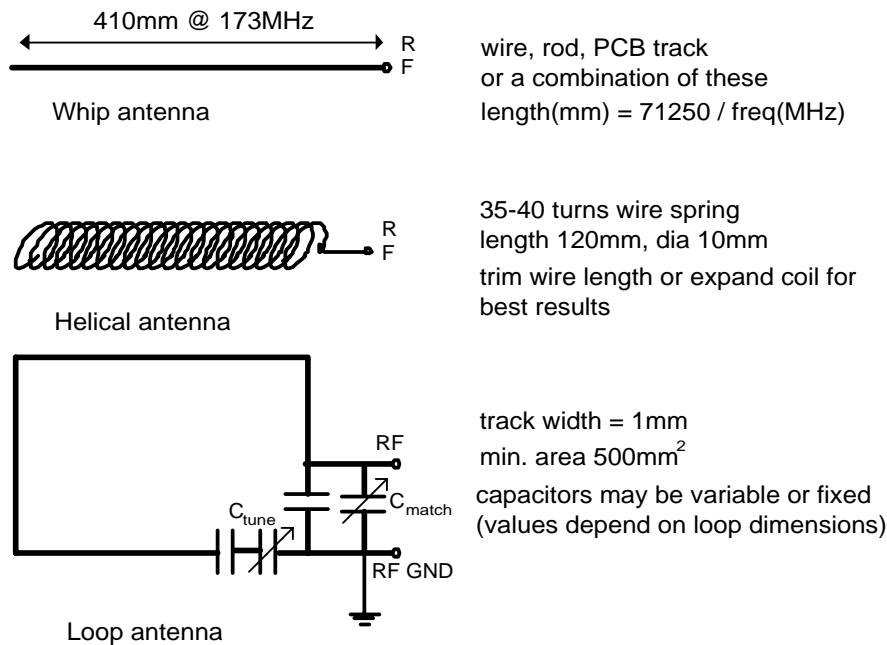 410mm @ 173MHz
R
F
wire, rod, PCB track
or a combination of these
Whip antenna
length(mm) = 71250 / freq(MHz)
R
F
35-40 turns wire spring
length 120mm, dia 10mm
trim wire length or expand coil for
best results
Helical antenna
track width = 1mm
RF
min. area 500mm²
capacitors may be variable or fixed
(values depend on loop dimensions)
C tune
C match
RF GND
Loop antenna